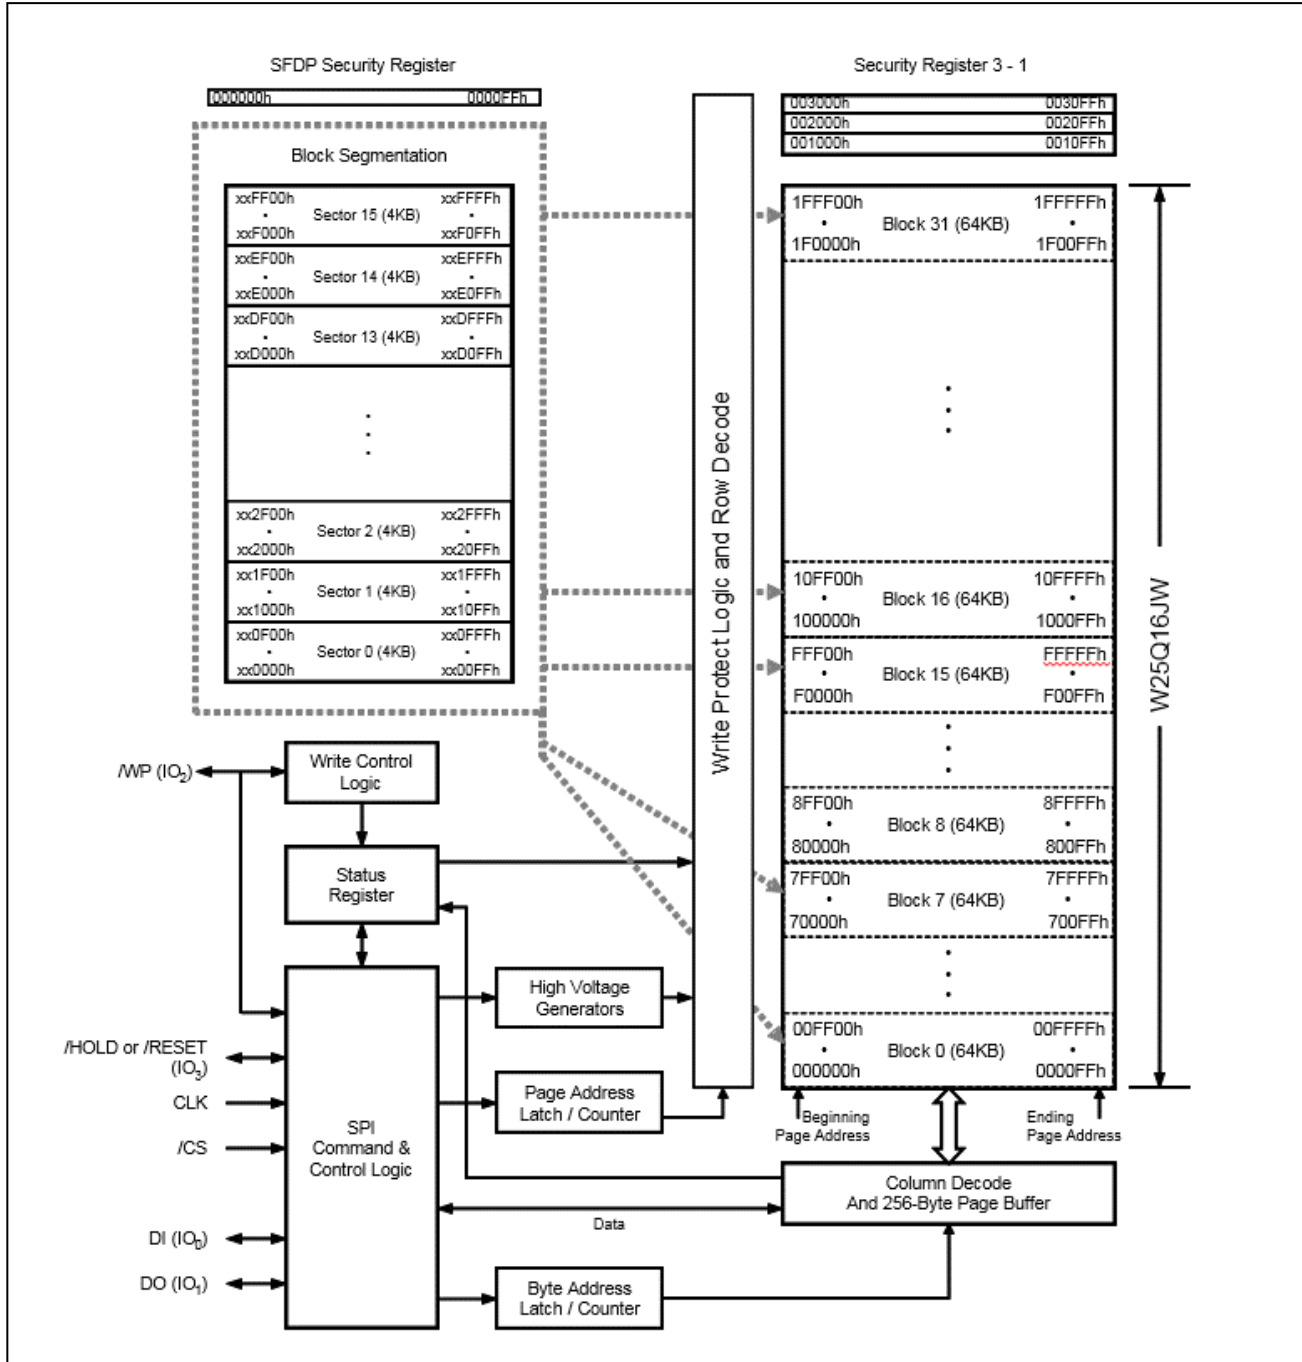 SFDP Security Register
000000h 0000FFh
Block Segmentation
xxFF00h xxFFFFh
Sector 15 (4KB)
xxF000h xxF0FFh
xxEF00h xxEFFFh
Sector 14 (4KB)
xxE000h xxE0FFh
xxDF00h xxDFFFh
Sector 13 (4KB)
xxD000h xxD0FFh
xx2F00h xx2FFFh
Sector 2 (4KB)
xx2000h xx20FFh
xx1F00h xx1FFFh
Sector 1 (4KB)
xx1000h xx10FFh
xx0F00h xx0FFFh
Sector 0 (4KB)
xx0000h xx00FFh
Write Protect Logic and Row Decode
Security Register 3 - 1
003000h 0030FFh
002000h 0020FFh
001000h 0010FFh
1FFF00h 1FFFFFh
Block 31 (64KB)
1F0000h 1F00FFh
10FF00h 10FFFFh
Block 16 (64KB)
100000h 1000FFh
FFF00h FFFFFh
Block 15 (64KB)
F0000h F00FFh
8FF00h 8FFFFh
Block 8 (64KB)
80000h 800FFh
7FF00h 7FFFFh
Block 7 (64KB)
70000h 700FFh
00FF00h 00FFFFh
Block 0 (64KB)
000000h 0000FFh
W25Q16JW
Beginning
Page Address
Ending
Page Address
/WP (IO2)
Write Control
Logic
Status
Register
High Voltage
Generators
/HOLD or /RESET
(IO3)
CLK
/CS
DI (IO0)
DO (IO1)
SPI
Command &
Control Logic
Page Address
Latch / Counter
Column Decode
And 256-Byte Page Buffer
Data
Byte Address
Latch / Counter